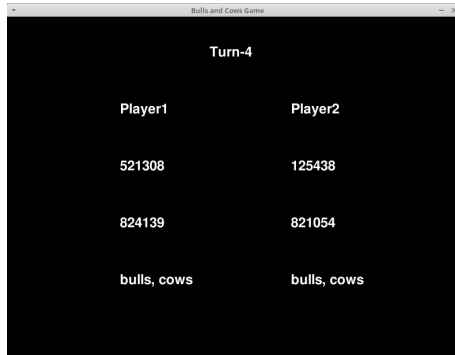 Bulls and Cows Game
Turn-4
Player1 Player2
521308 125438
824139 821054
bulls, cows bulls, cows